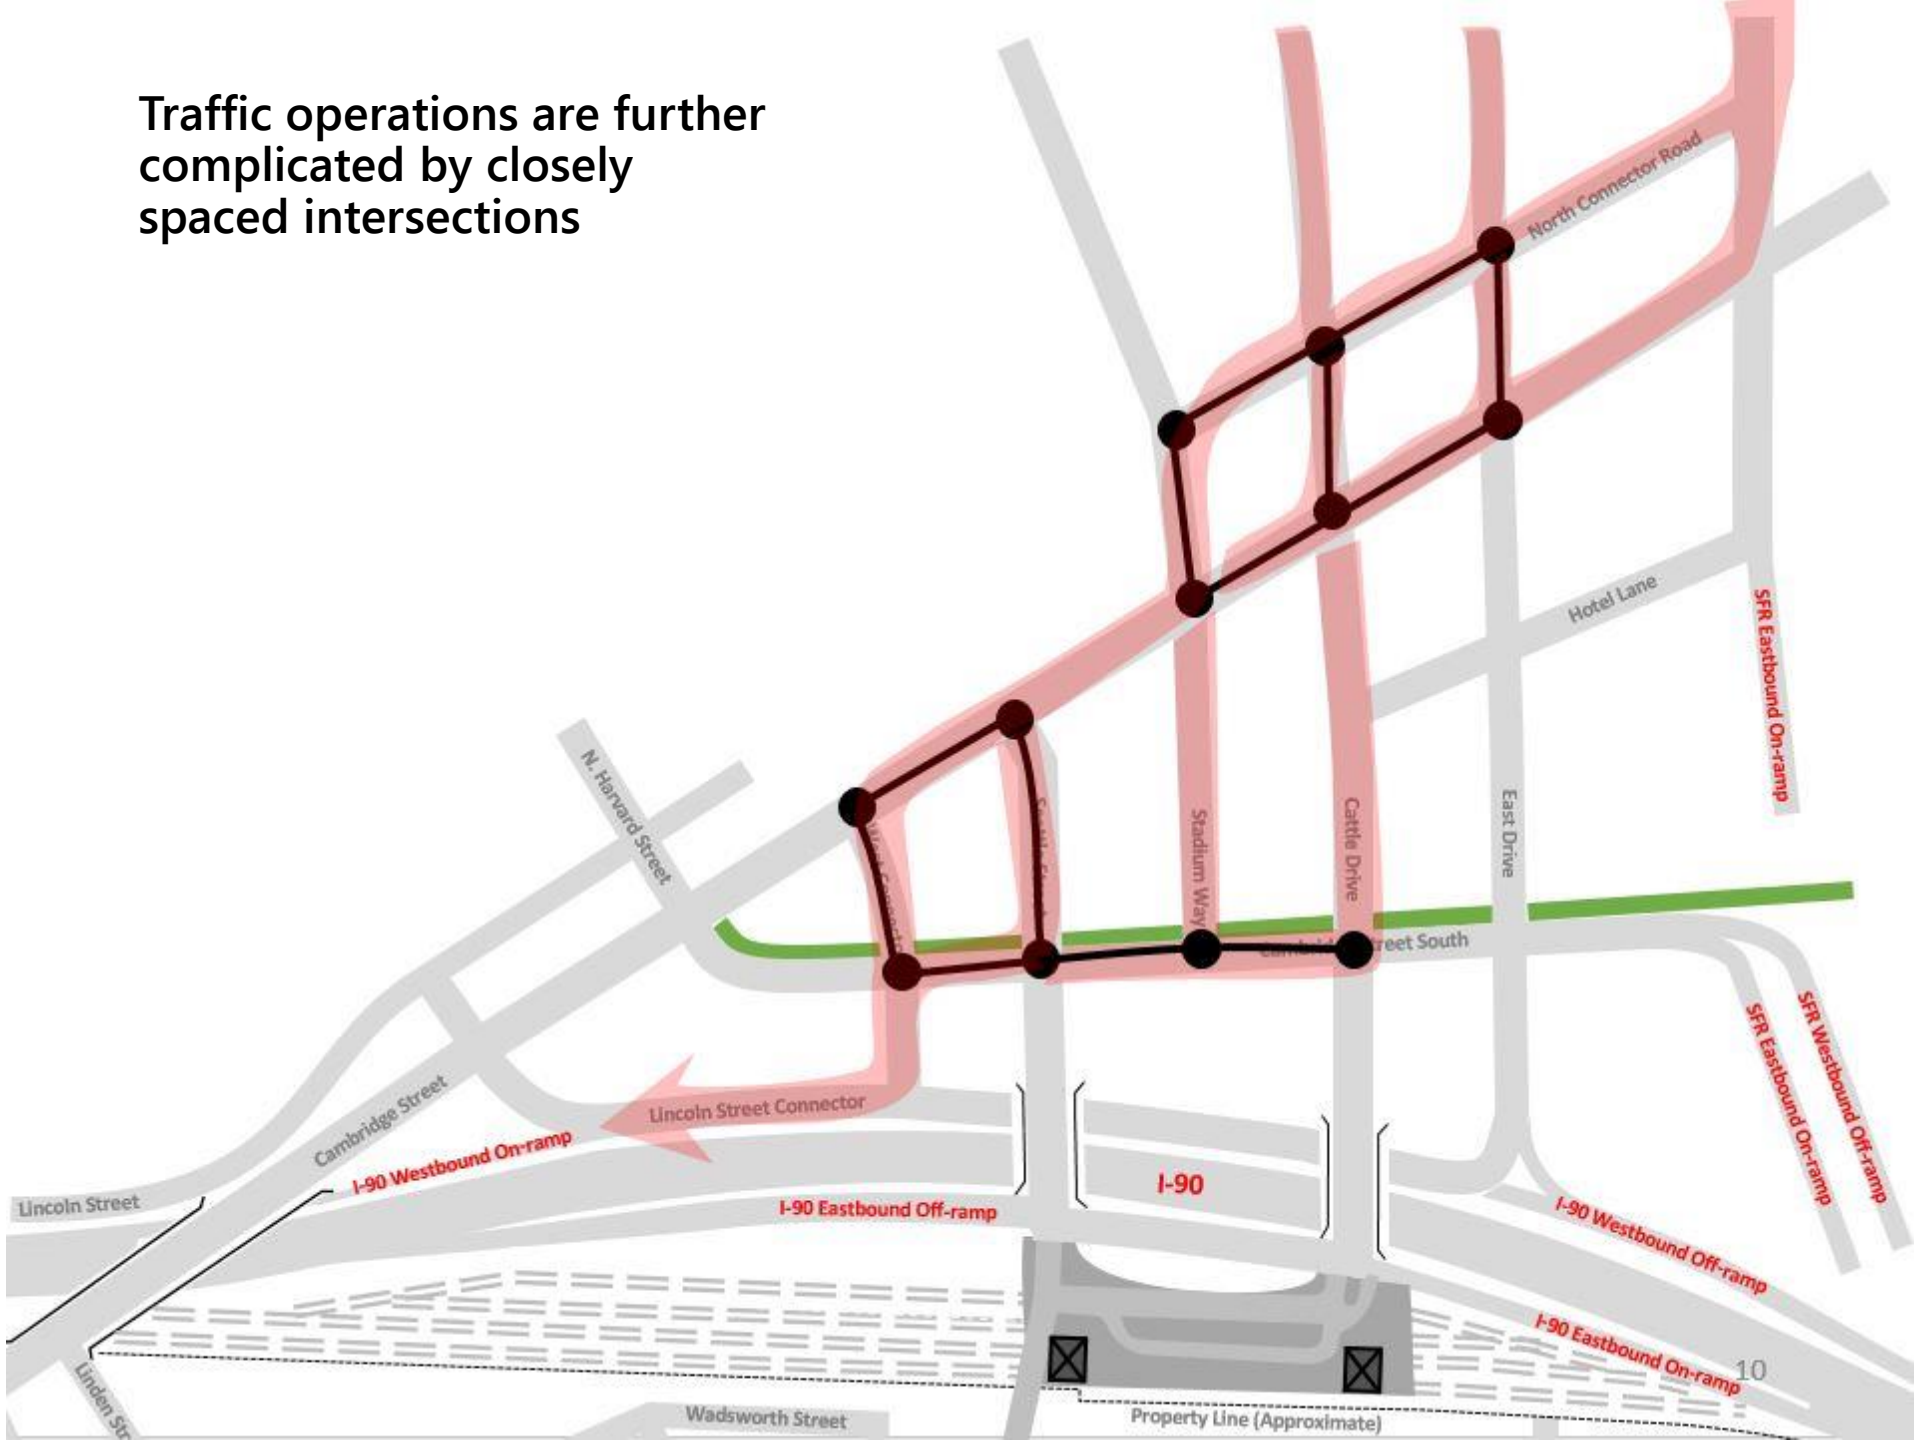 Traffic operations are further
complicated by closely
spaced intersections
North Connector Road
Hotel Lane
SFR Eastbound On-ramp
N. Harvard Street
Stadium Way
Cattle Drive
East Drive
Street South
SFR Eastbound On-ramp
SFR Westbound Off-ramp
Lincoln Street Connector
Cambridge Street
I-90 Westbound On-ramp
I-90
I-90 Eastbound Off-ramp
Lincoln Street
I-90 Westbound Off-ramp
I-90 Eastbound On-ramp
10
Linden
Wadsworth Street
Property Line (Approximate)